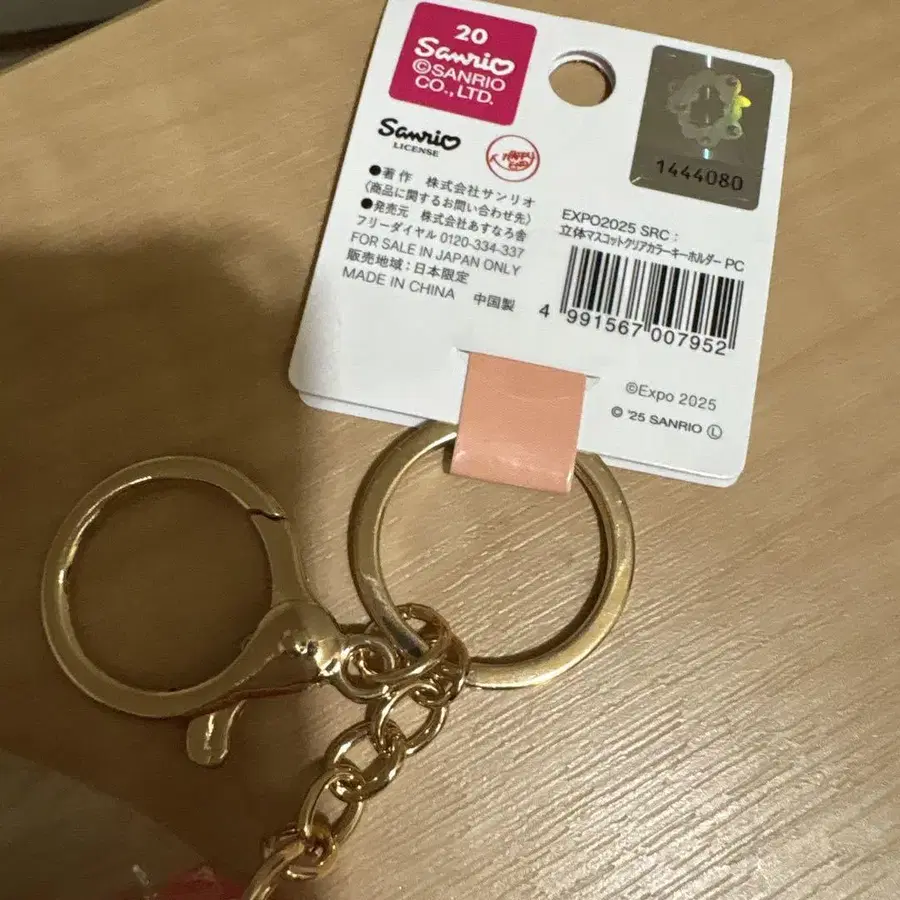 20
Sanrio
©SANRIO
CO., LTD.
Sanrio
LICENSE
HAPPY
●著作 株式会社サンリオ
〈商品に関するお問い合わせ先〉
●発売元 株式会社あすなろ舎
フリーダイヤル 0120-334-337
FOR SALE IN JAPAN ONLY
販売地域：日本限定
MADE IN CHINA 中国製
1444080
EXPO2025 SRC：
立体マスコットクリアカラーキーホルダー PC
4 991567 007952
©Expo 2025
© '25 SANRIO Ⓛ